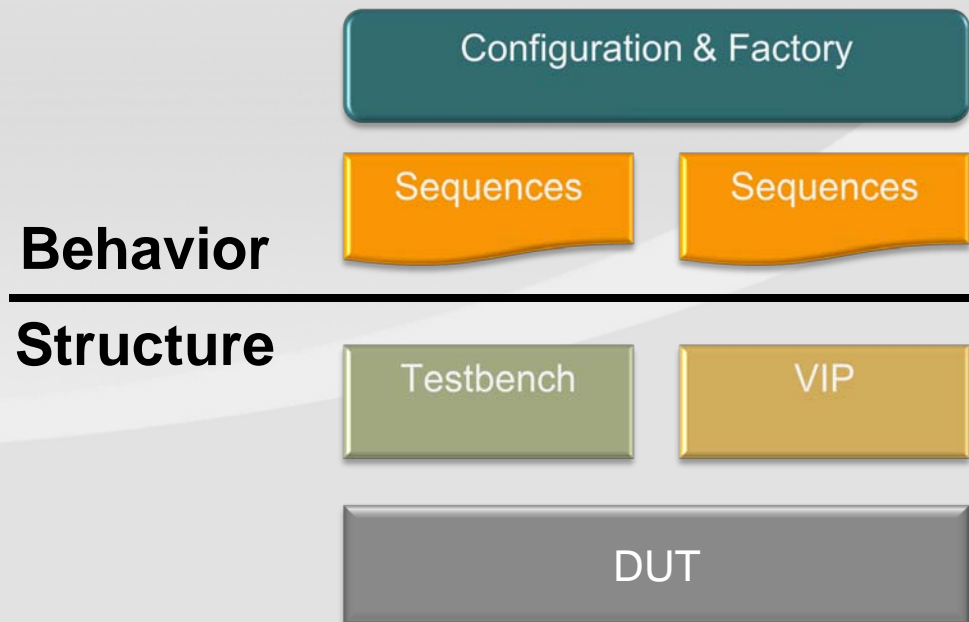 Configuration & Factory
Sequences
Sequences
Behavior
Structure
Testbench
VIP
DUT